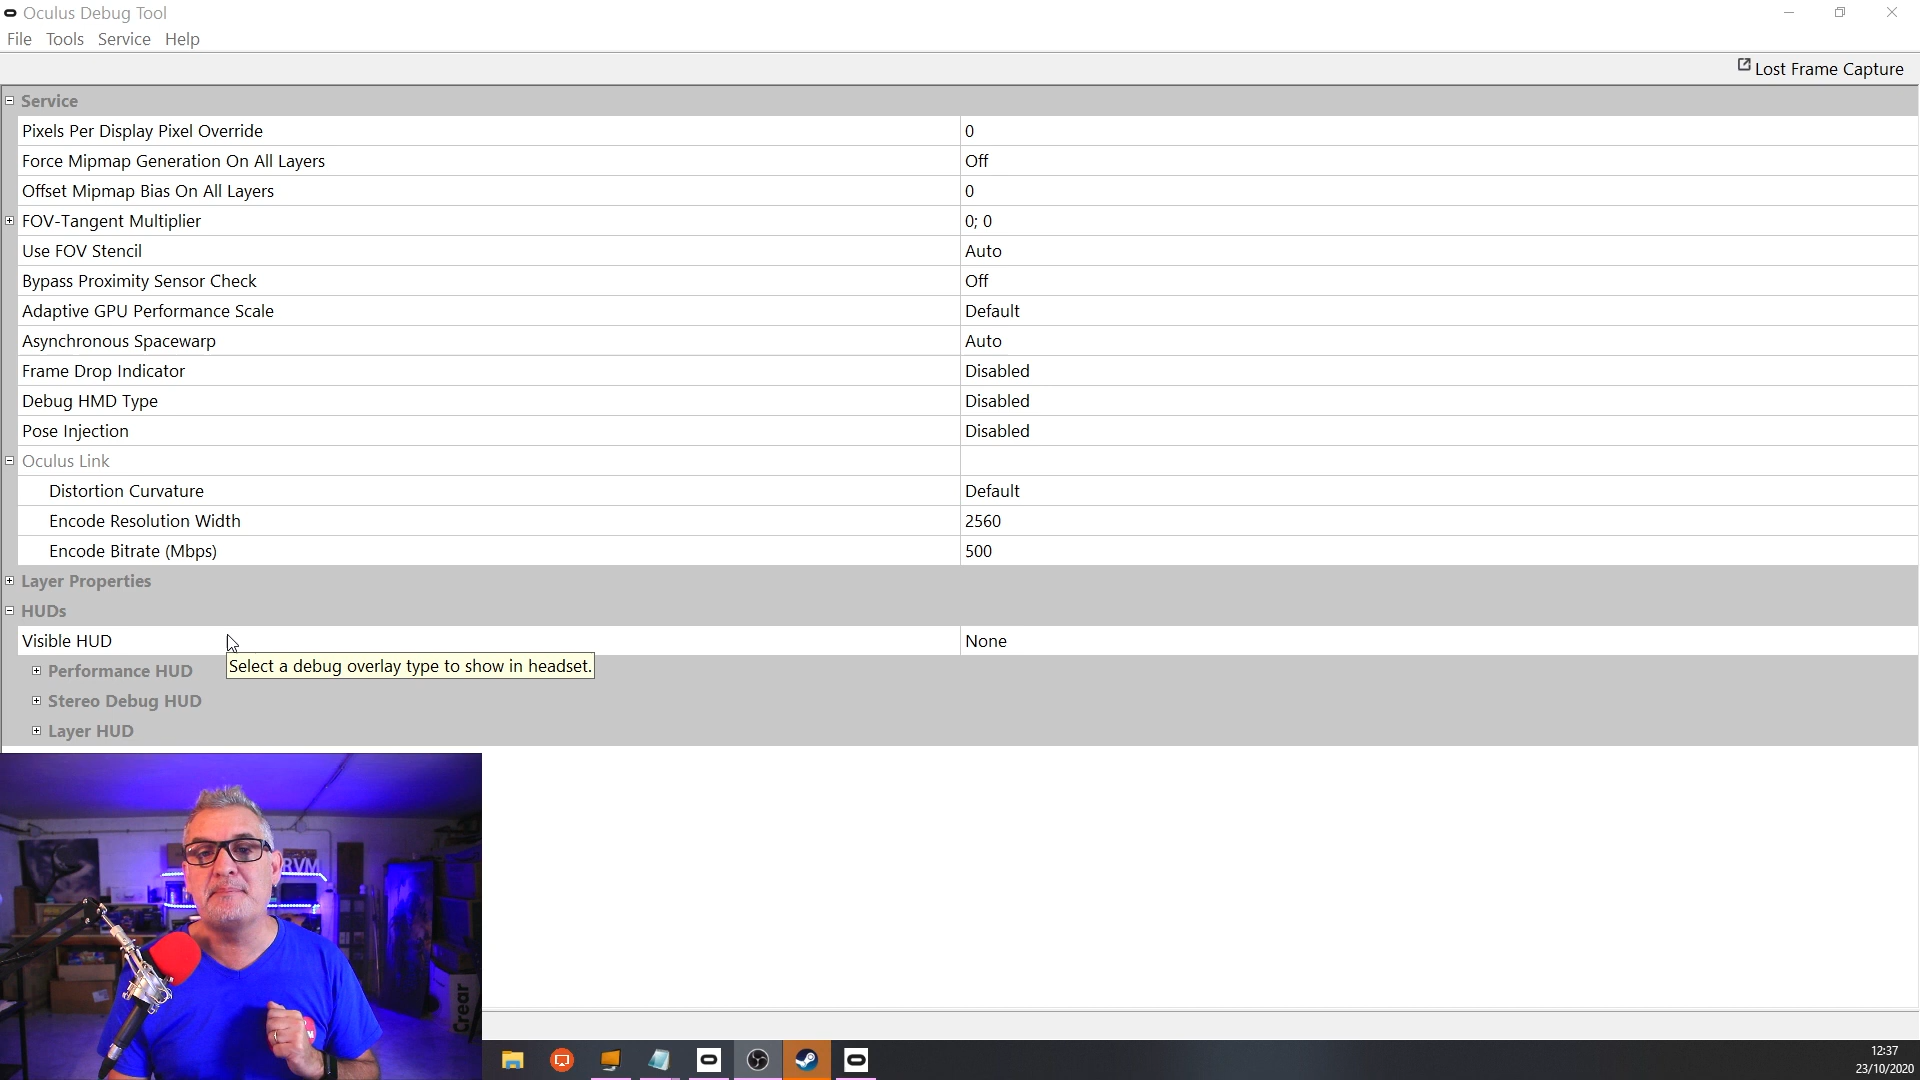 Oculus Debug Tool
File Tools Service Help
Lost Frame Capture
Service
Pixels Per Display Pixel Override 0
Force Mipmap Generation On All Layers Off
Offset Mipmap Bias On All Layers 0
FOV-Tangent Multiplier 0; 0
Use FOV Stencil Auto
Bypass Proximity Sensor Check Off
Adaptive GPU Performance Scale Default
Asynchronous Spacewarp Auto
Frame Drop Indicator Disabled
Debug HMD Type Disabled
Pose Injection Disabled
Oculus Link
Distortion Curvature Default
Encode Resolution Width 2560
Encode Bitrate (Mbps) 500
Layer Properties
HUDs
Visible HUD None
Select a debug overlay type to show in headset.
Performance HUD
Stereo Debug HUD
Layer HUD
RVM
Crear
12:37
23/10/2020